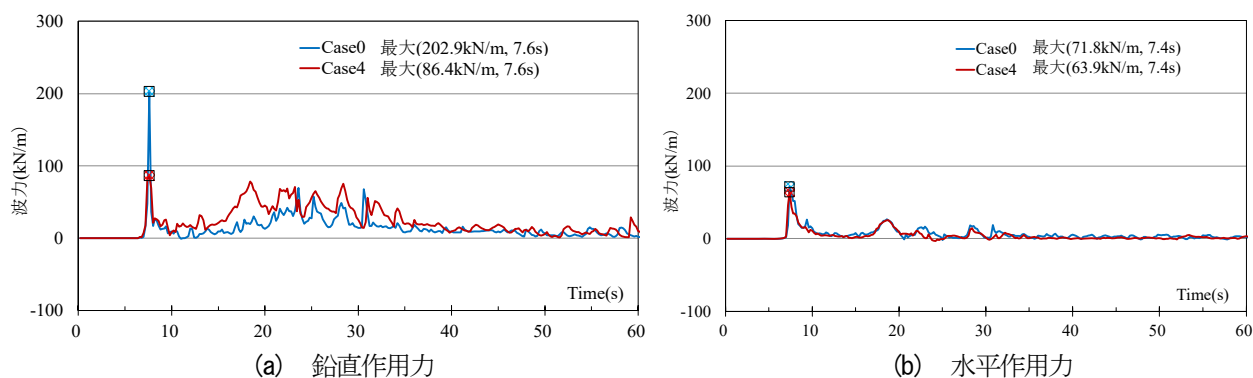 300
200
100
0
-100
波力(kN/m)
Case0 最大(202.9kN/m, 7.6s)
Case4 最大(86.4kN/m, 7.6s)
Time(s)
0 10 20 30 40 50 60
(a) 鉛直作用力
300
200
100
0
-100
波力(kN/m)
Case0 最大(71.8kN/m, 7.4s)
Case4 最大(63.9kN/m, 7.4s)
Time(s)
0 10 20 30 40 50 60
(b) 水平作用力